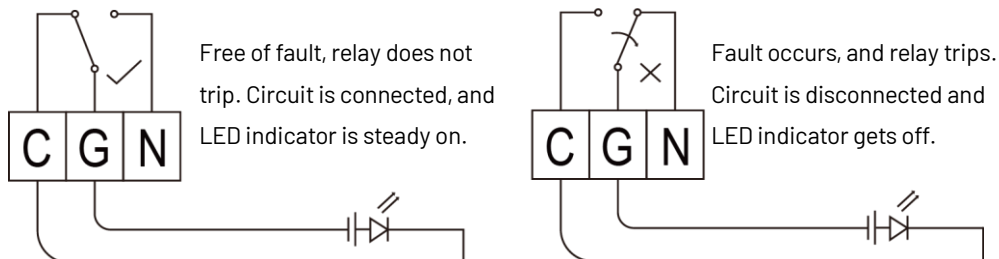 Free of fault, relay does not
trip. Circuit is connected, and
LED indicator is steady on.
C G N
Fault occurs, and relay trips.
Circuit is disconnected and
LED indicator gets off.
C G N